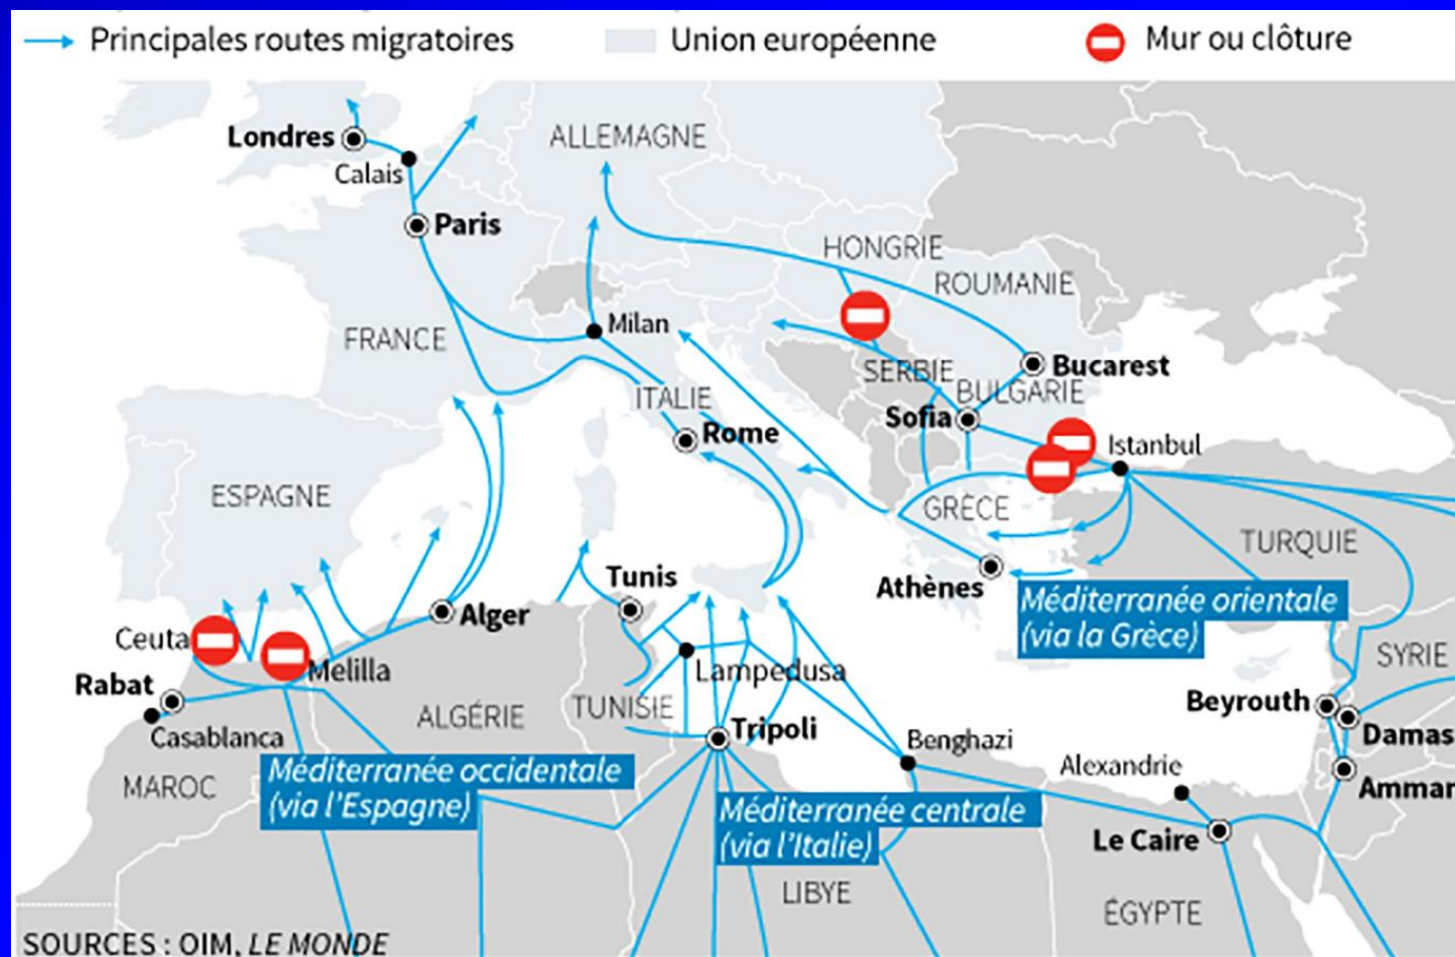 Principales routes migratoires
Union européenne
Mur ou clôture
Londres
Calais
ALLEMAGNE
Paris
HONGRIE
ROUMANIE
FRANCE
Milan
SERBIE
Bucarest
BULGARIE
ITALIE
Sofia
Rome
Istanbul
ESPAGNE
GRÈCE
TURQUIE
Tunis
Athènes
Alger
Méditerranée orientale
(via la Grèce)
Ceuta
Melilla
Lampedusa
SYRIE
Rabat
Casablanca
ALGÉRIE
TUNISIE
Tripoli
Beyrouth
Damas
Benghazi
Alexandrie
Amman
MAROC
Méditerranée occidentale
(via l'Espagne)
Méditerranée centrale
(via l'Italie)
Le Caire
LIBYE
ÉGYPTE
SOURCES : OIM, LE MONDE